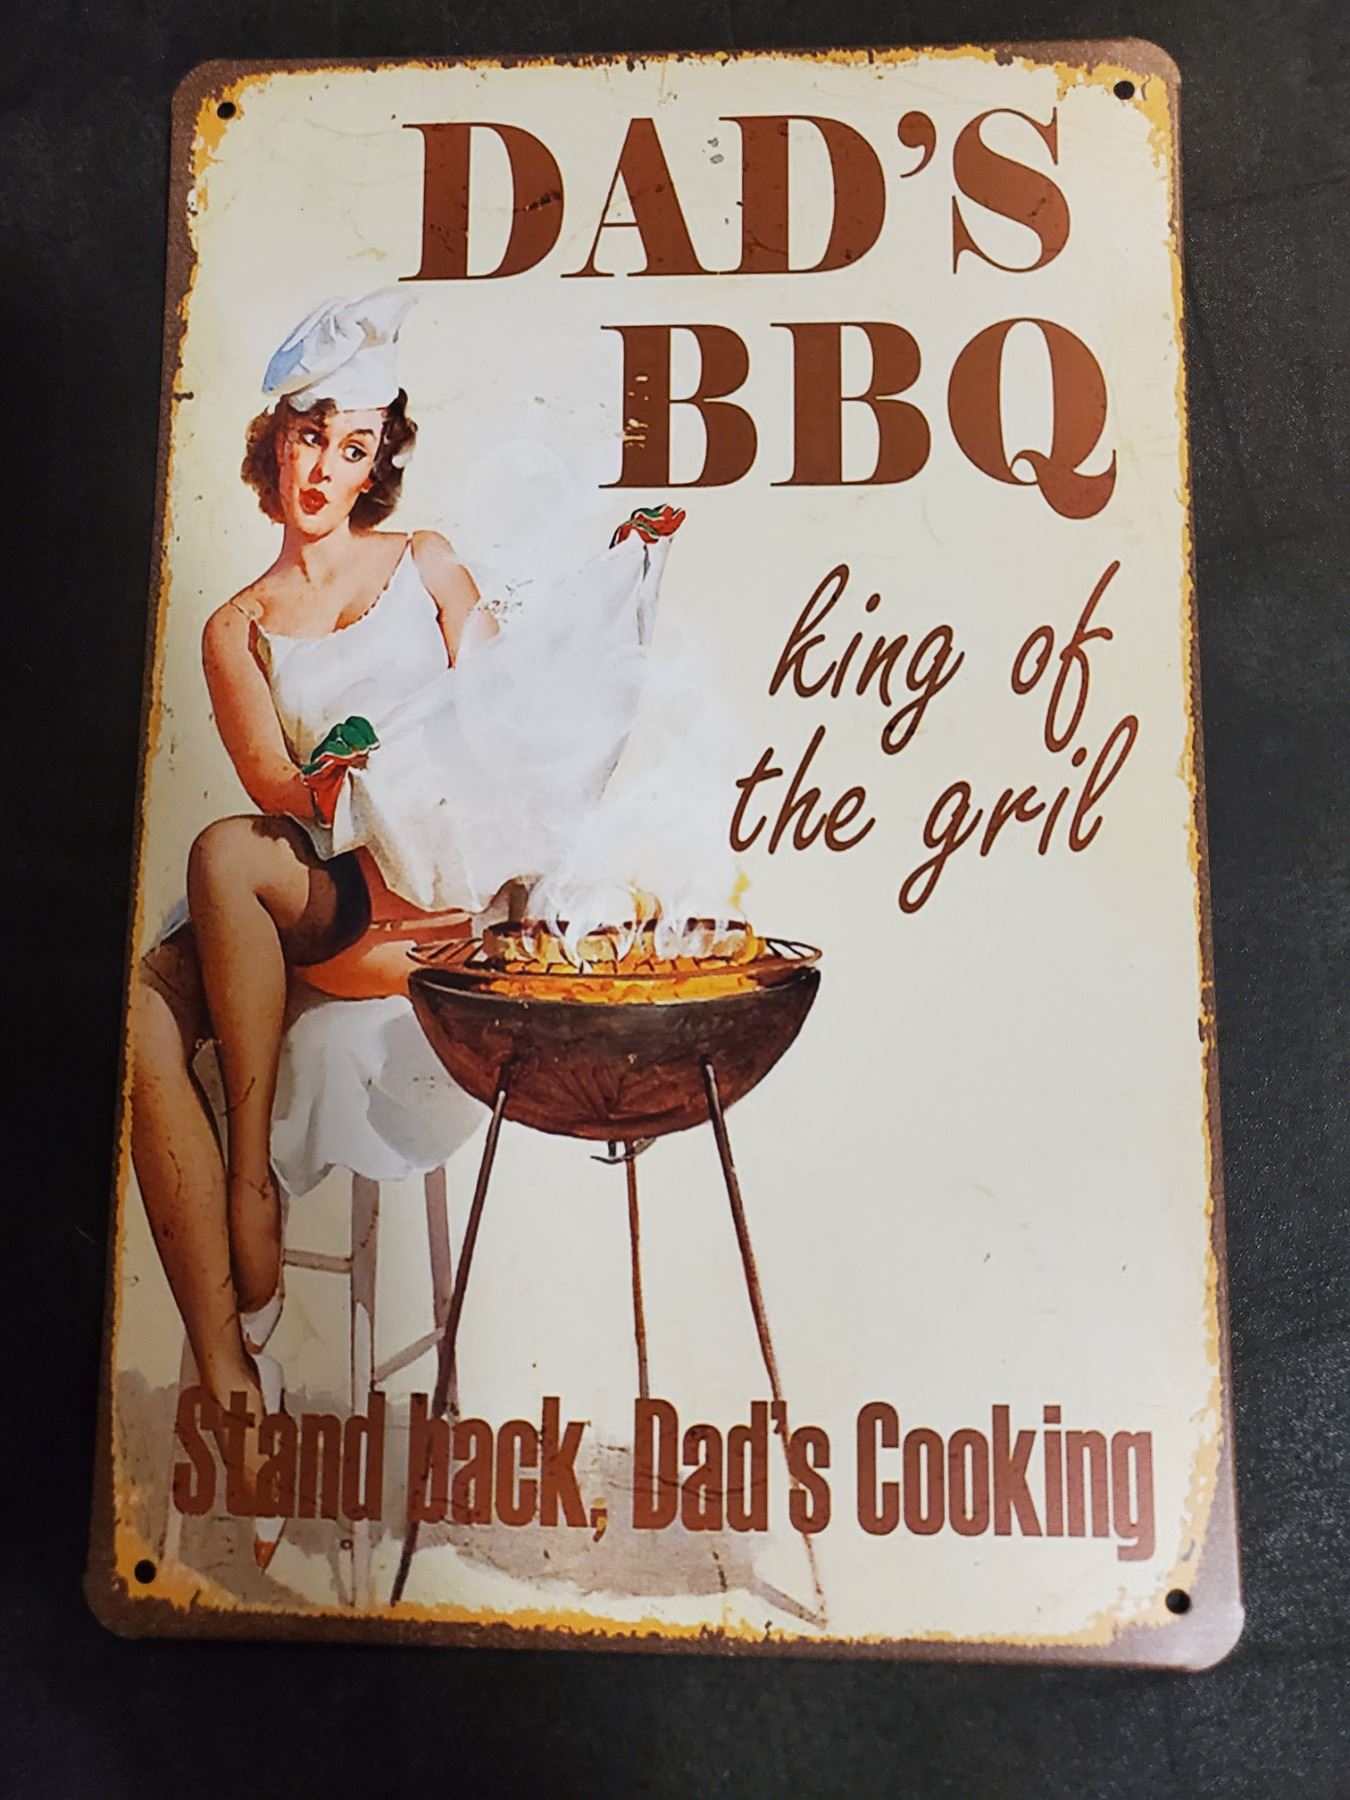 DAD'S
BBQ
king of
the gril
Stand back, Dad's Cooking